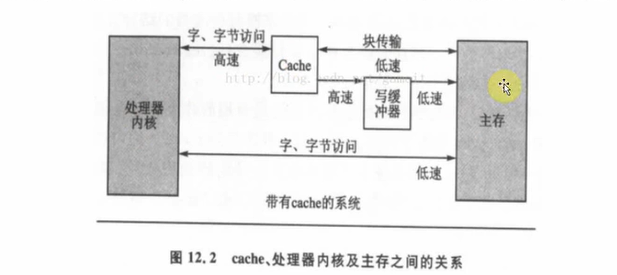 字、字节访问
块传输
高速
Cache
低速
http://blog.csdn.net/
高速
写缓冲器
低速
处理器内核
主存
字、字节访问
低速
带有cache的系统
图 12.2 cache、处理器内核及主存之间的关系